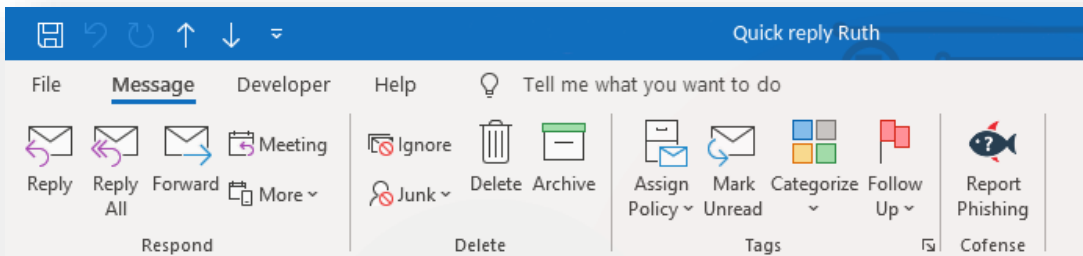 Quick reply Ruth
File Message Developer Help Tell me what you want to do
Meeting Ignore
Reply Reply Forward Delete Archive Assign Mark Categorize Follow Report
All More Junk Policy Unread Up Phishing
Respond Delete Tags Cofense